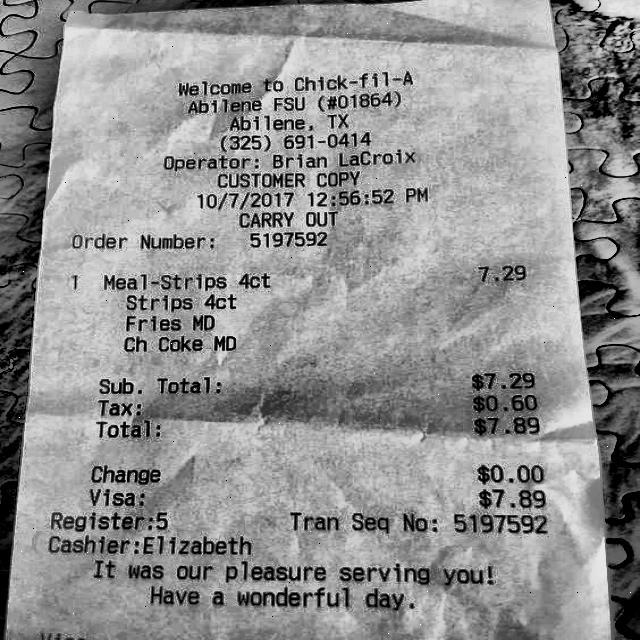 Welcome to Chick-fil-A
Abilene FSU (#01864)
Abilene, TX
(325) 691-0414
Operator: Brian LaCroix
CUSTOMER COPY
10/7/2017 12:56:52 PM
CARRY OUT
Order Number: 5197592
1 Meal-Strips 4ct 7.29
Strips 4ct
Fries MD
Ch Coke MD
Sub. Total: $7.29
Tax: $0.60
Total: $7.89
Change $0.00
Visa: $7.89
Register:5 Tran Seq No: 5197592
Cashier:Elizabeth
It was our pleasure serving you!
Have a wonderful day.